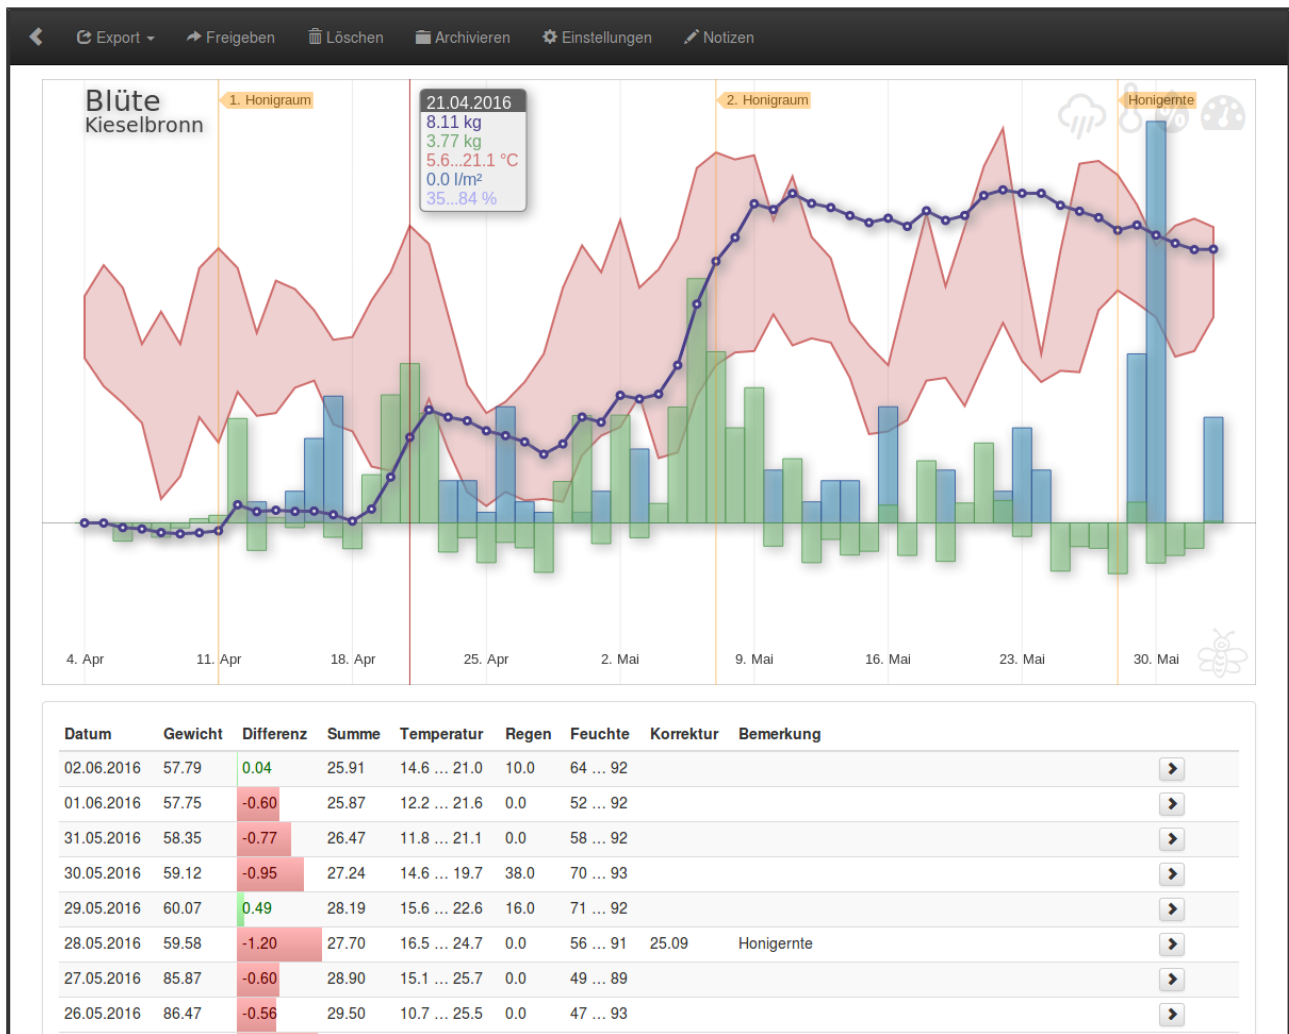 Export Freigeben Löschen Archivieren Einstellungen Notizen
Blüte
Kieselbronn
1. Honigraum
21.04.2016
8.11 kg
3.77 kg
5.6...21.1 °C
0.0 l/m²
35...84 %
2. Honigraum
Honigernte
4. Apr 11. Apr 18. Apr 25. Apr 2. Mai 9. Mai 16. Mai 23. Mai 30. Mai
Datum Gewicht Differenz Summe Temperatur Regen Feuchte Korrektur Bemerkung
02.06.2016 57.79 0.04 25.91 14.6 ... 21.0 10.0 64 ... 92
01.06.2016 57.75 -0.60 25.87 12.2 ... 21.6 0.0 52 ... 92
31.05.2016 58.35 -0.77 26.47 11.8 ... 21.1 0.0 58 ... 92
30.05.2016 59.12 -0.95 27.24 14.6 ... 19.7 38.0 70 ... 93
29.05.2016 60.07 0.49 28.19 15.6 ... 22.6 16.0 71 ... 92
28.05.2016 59.58 -1.20 27.70 16.5 ... 24.7 0.0 56 ... 91 25.09 Honigernte
27.05.2016 85.87 -0.60 28.90 15.1 ... 25.7 0.0 49 ... 89
26.05.2016 86.47 -0.56 29.50 10.7 ... 25.5 0.0 47 ... 93